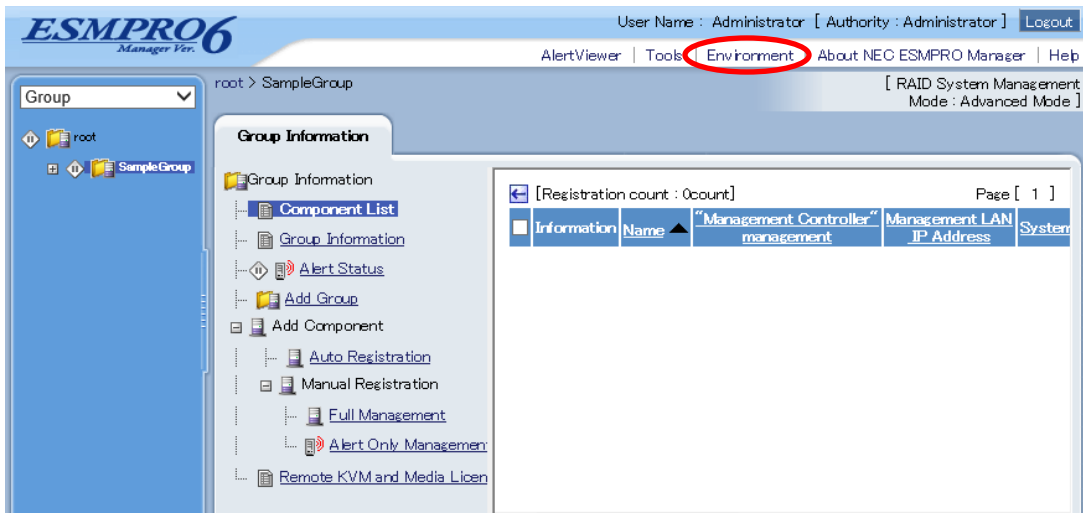 ESMPRO6
Manager Ver.
User Name : Administrator [ Authority : Administrator ] Logout
AlertViewer | Tools | Environment | About NEC ESMPRO Manager | Help
Group
root > SampleGroup
[ RAID System Management
Mode : Advanced Mode ]
root
SampleGroup
Group Information
Group Information
Component List
Group Information
Alert Status
Add Group
Add Component
Auto Registration
Manual Registration
Full Management
Alert Only Managemen
Remote KVM and Media Licen
[Registration count : 0count]
Page [ 1 ]
Information
Name
"Management Controller"
management
Management LAN
IP Address
System